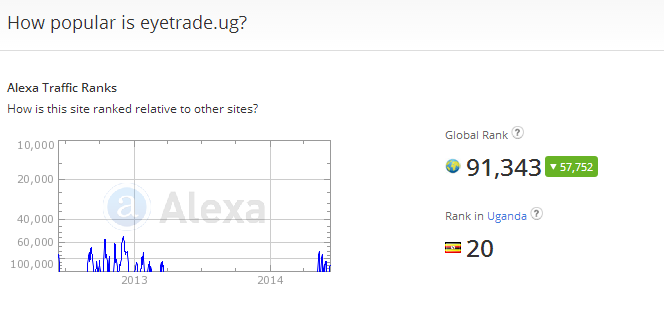 How popular is eyetrade.ug?
Alexa Traffic Ranks
How is this site ranked relative to other sites?
10,000
20,000
40,000
60,000
100,000
2013
2014
a Alexa
Global Rank ?
91,343 ▼ 57,752
Rank in Uganda ?
20